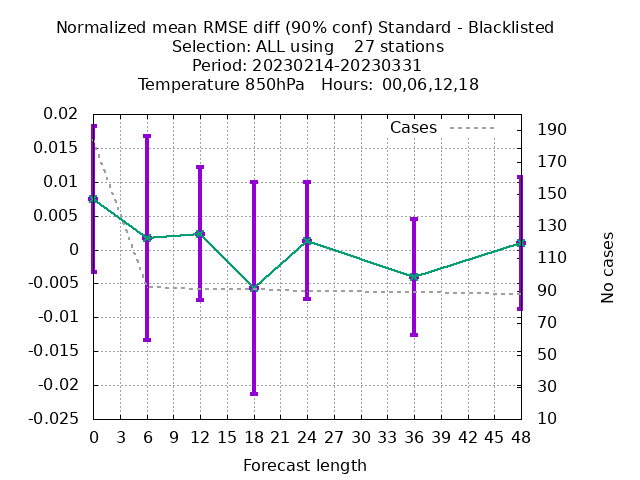 Normalized mean RMSE diff (90% conf) Standard - Blacklisted
Selection: ALL using    27 stations
Period: 20230214-20230331
Temperature 850hPa   Hours:  00,06,12,18
Cases
0.02
0.015
0.01
0.005
0
-0.005
-0.01
-0.015
-0.02
-0.025
190
170
150
130
110
90
70
50
30
10
No cases
0 3 6 9 12 15 18 21 24 27 30 33 36 39 42 45 48
Forecast length